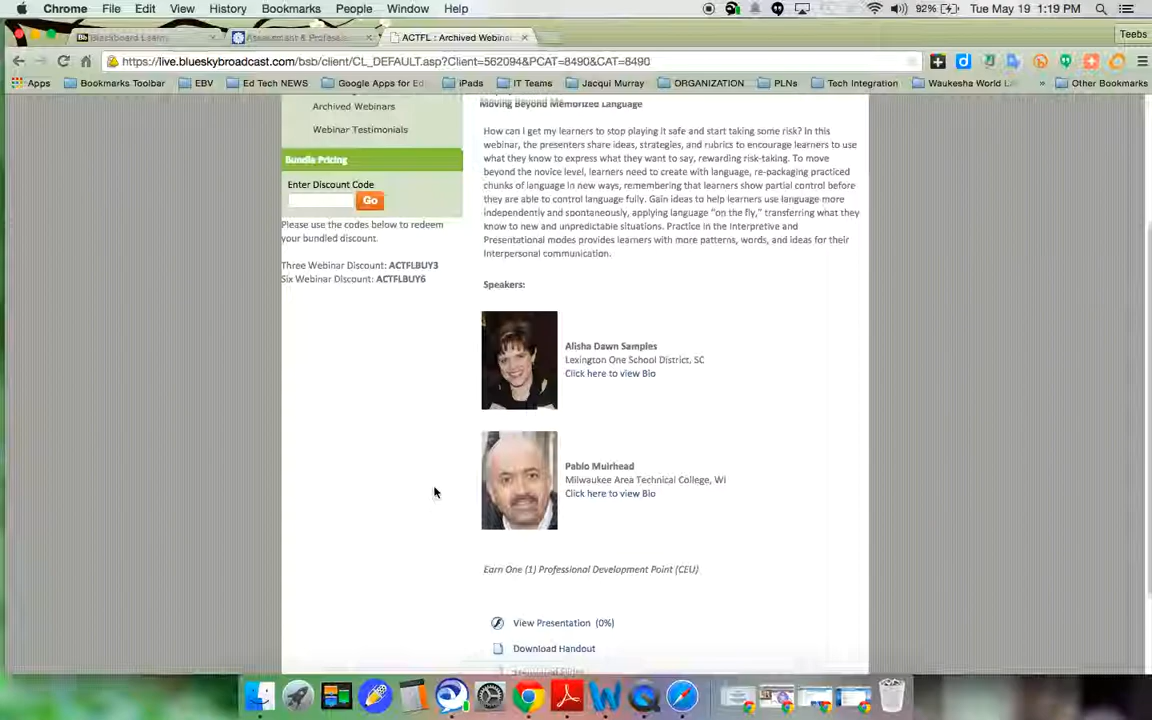 Chrome File Edit View History Bookmarks People Window Help 92% Tue May 19 1:19 PM
Blackboard Learn Assessment & Profess ACTFL : Archived Webina Teebs
https://live.blueskybroadcast.com/bsb/client/CL_DEFAULT.asp?Client=562094&PCAT=8490&CAT=8490
Apps Bookmarks Toolbar EBV Ed Tech NEWS Google Apps for Ed iPads IT Teams Jacqui Murray ORGANIZATION PLNs Tech Integration Waukesha World La » Other Bookmarks
Archived Webinars
Webinar Testimonials
Bundle Pricing
Enter Discount Code
Go
Please use the codes below to redeem
your bundled discount.
Three Webinar Discount: ACTFLBUY3
Six Webinar Discount: ACTFLBUY6
Moving Beyond Memorized Language
How can I get my learners to stop playing it safe and start taking some risk? In this
webinar, the presenters share ideas, strategies, and rubrics to encourage learners to use
what they know to express what they want to say, rewarding risk-taking. To move
beyond the novice level, learners need to create with language, re-packaging practiced
chunks of language in new ways, remembering that learners show partial control before
they are able to control language fully. Gain ideas to help learners use language more
independently and spontaneously, applying language "on the fly," transferring what they
know to new and unpredictable situations. Practice in the Interpretive and
Presentational modes provides learners with more patterns, words, and ideas for their
Interpersonal communication.
Speakers:
Alisha Dawn Samples
Lexington One School District, SC
Click here to view Bio
Pablo Muirhead
Milwaukee Area Technical College, WI
Click here to view Bio
Earn One (1) Professional Development Point (CEU)
View Presentation (0%)
Download Handout